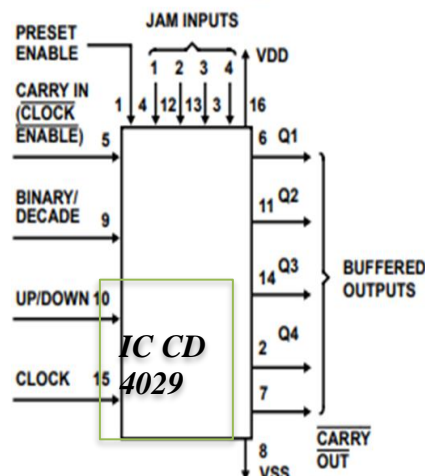 JAM INPUTS
PRESET
ENABLE
1 2 3 4
VDD
CARRY IN
(CLOCK
ENABLE)
1 4 12 13 3 16
5
6 Q1
BINARY/
DECADE
9
11 Q2
14 Q3
BUFFERED
OUTPUTS
UP/DOWN 10
IC CD
4029
2 Q4
CLOCK 15
7
CARRY
OUT
8
VSS